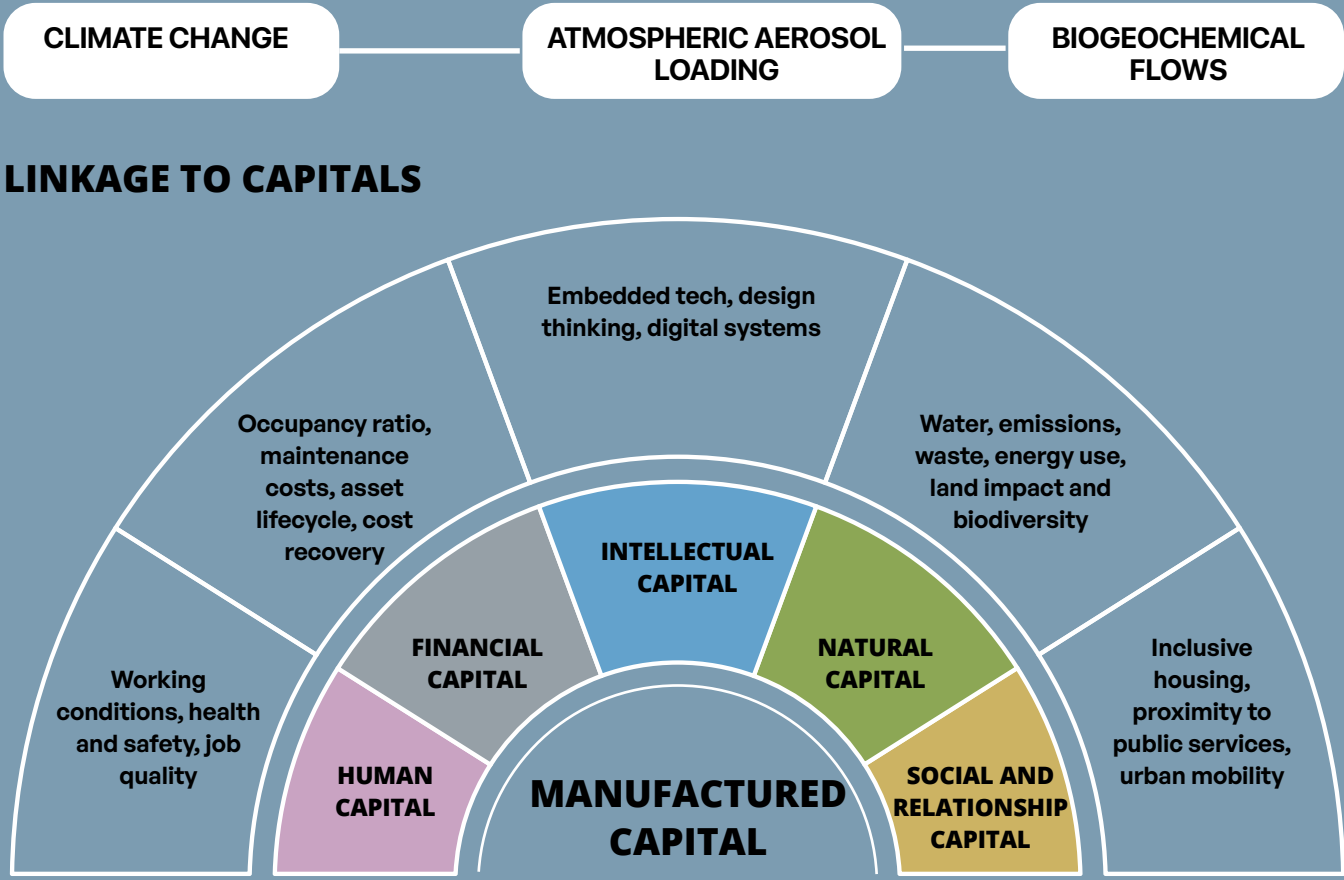 CLIMATE CHANGE
ATMOSPHERIC AEROSOL
LOADING
BIOGEOCHEMICAL
FLOWS
LINKAGE TO CAPITALS
Working
conditions, health
and safety, job
quality
Occupancy ratio,
maintenance
costs, asset
lifecycle, cost
recovery
Embedded tech, design
thinking, digital systems
Water, emissions,
waste, energy use,
land impact and
biodiversity
Inclusive
housing,
proximity to
public services,
urban mobility
HUMAN
CAPITAL
FINANCIAL
CAPITAL
INTELLECTUAL
CAPITAL
NATURAL
CAPITAL
SOCIAL AND
RELATIONSHIP
CAPITAL
MANUFACTURED
CAPITAL